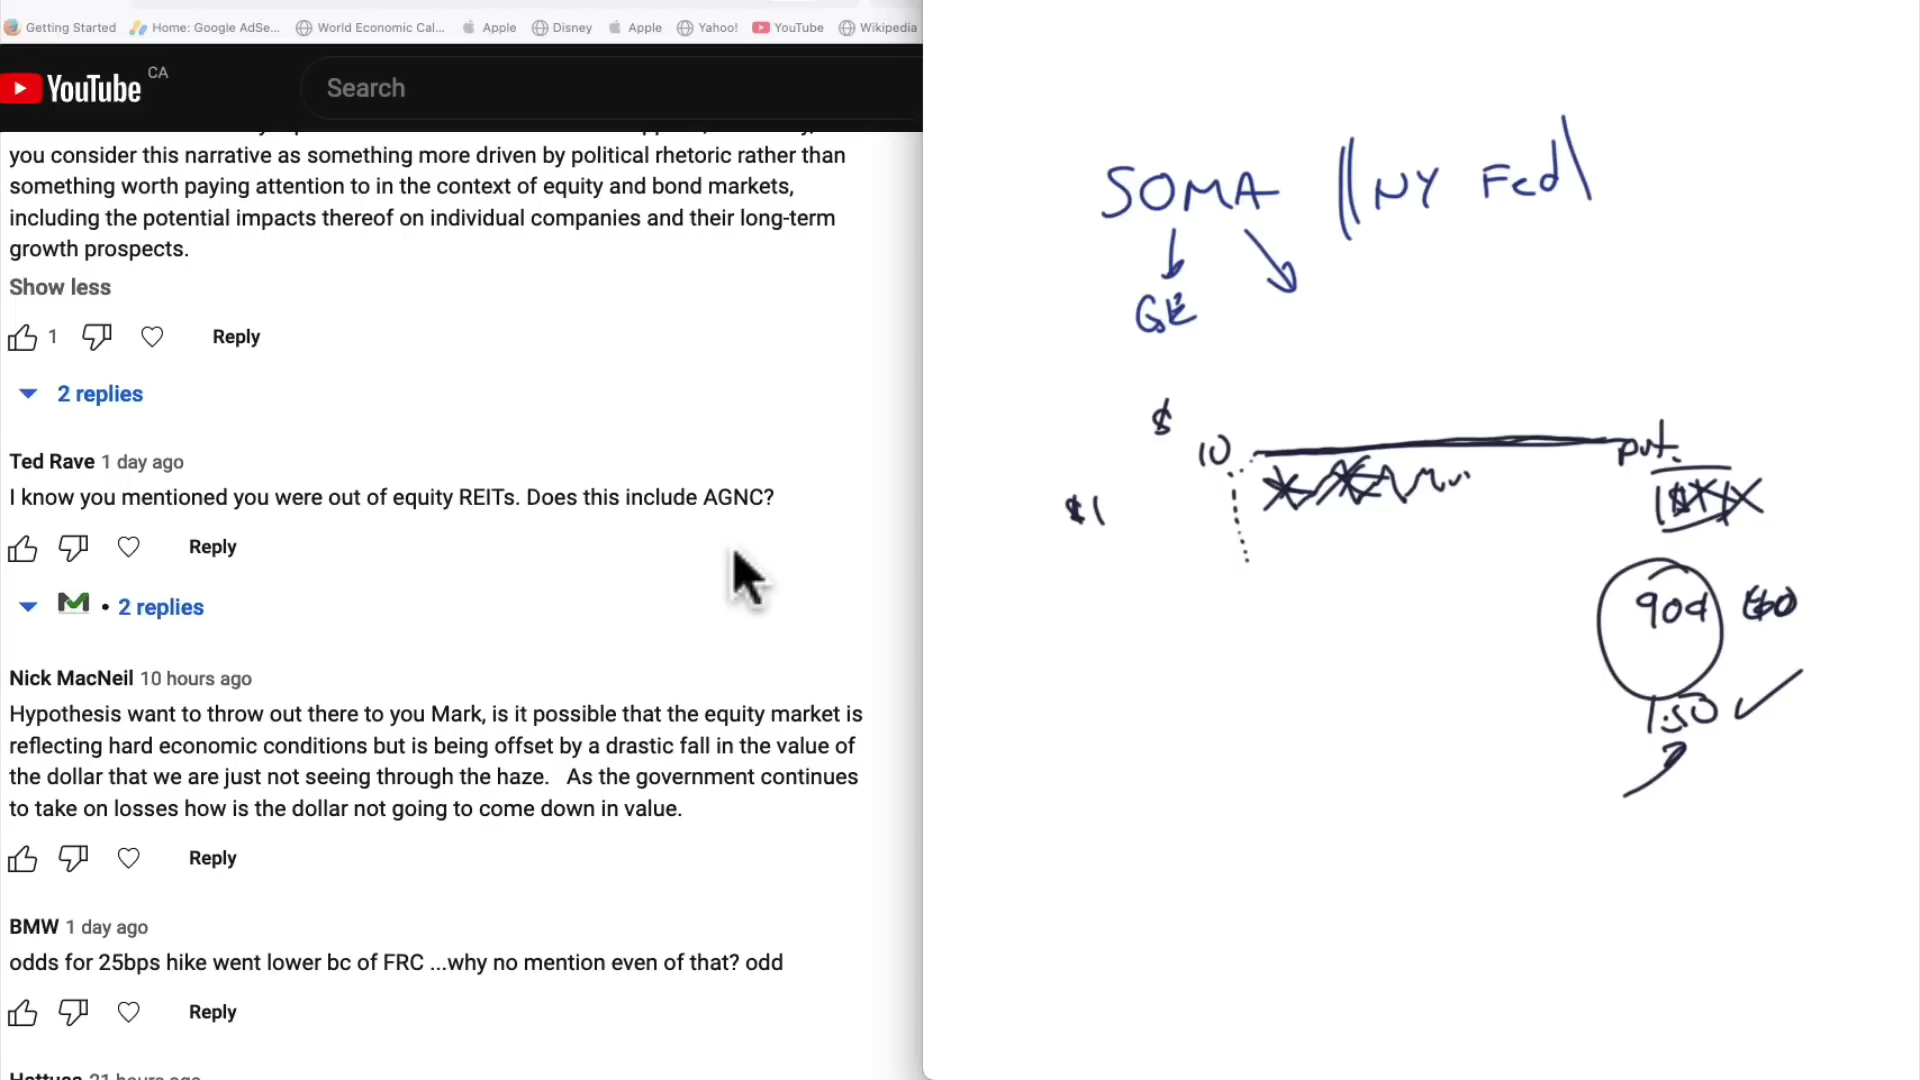 Getting Started Home: Google AdSe... World Economic Cal... Apple Disney Apple Yahoo! YouTube Wikipedia
YouTube CA
Search
you consider this narrative as something more driven by political rhetoric rather than
something worth paying attention to in the context of equity and bond markets,
including the potential impacts thereof on individual companies and their long-term
growth prospects.
Show less
1 Reply
2 replies
Ted Rave 1 day ago
I know you mentioned you were out of equity REITs. Does this include AGNC?
Reply
• 2 replies
Nick MacNeil 10 hours ago
Hypothesis want to throw out there to you Mark, is it possible that the equity market is
reflecting hard economic conditions but is being offset by a drastic fall in the value of
the dollar that we are just not seeing through the haze. As the government continues
to take on losses how is the dollar not going to come down in value.
Reply
BMW 1 day ago
odds for 25bps hike went lower bc of FRC ...why no mention even of that? odd
Reply
SOMA NY Fed
$
10 put.
$1
90d
1.50